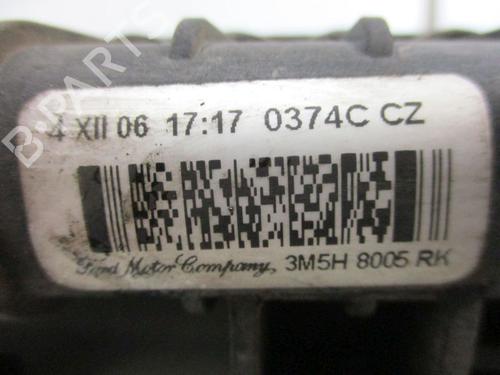 B-PARTS
4 XII 06 17:17 0374C CZ
Ford Motor Company, 3M5H 8005 RK